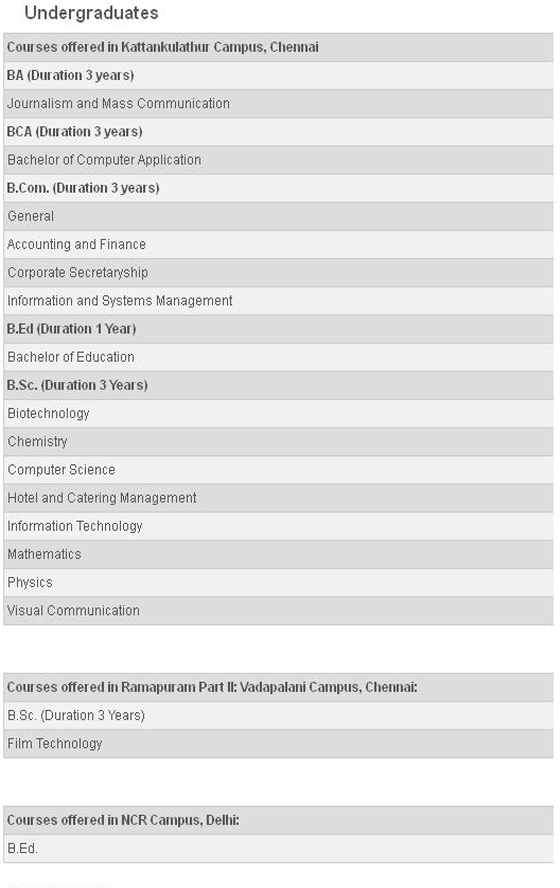 Undergraduates
Courses offered in Kattankulathur Campus, Chennai
BA (Duration 3 years)
Journalism and Mass Communication
BCA (Duration 3 years)
Bachelor of Computer Application
B.Com. (Duration 3 years)
General
Accounting and Finance
Corporate Secretaryship
Information and Systems Management
B.Ed (Duration 1 Year)
Bachelor of Education
B.Sc. (Duration 3 Years)
Biotechnology
Chemistry
Computer Science
Hotel and Catering Management
Information Technology
Mathematics
Physics
Visual Communication
Courses offered in Ramapuram Part II: Vadapalani Campus, Chennai:
B.Sc. (Duration 3 Years)
Film Technology
Courses offered in NCR Campus, Delhi:
B.Ed.